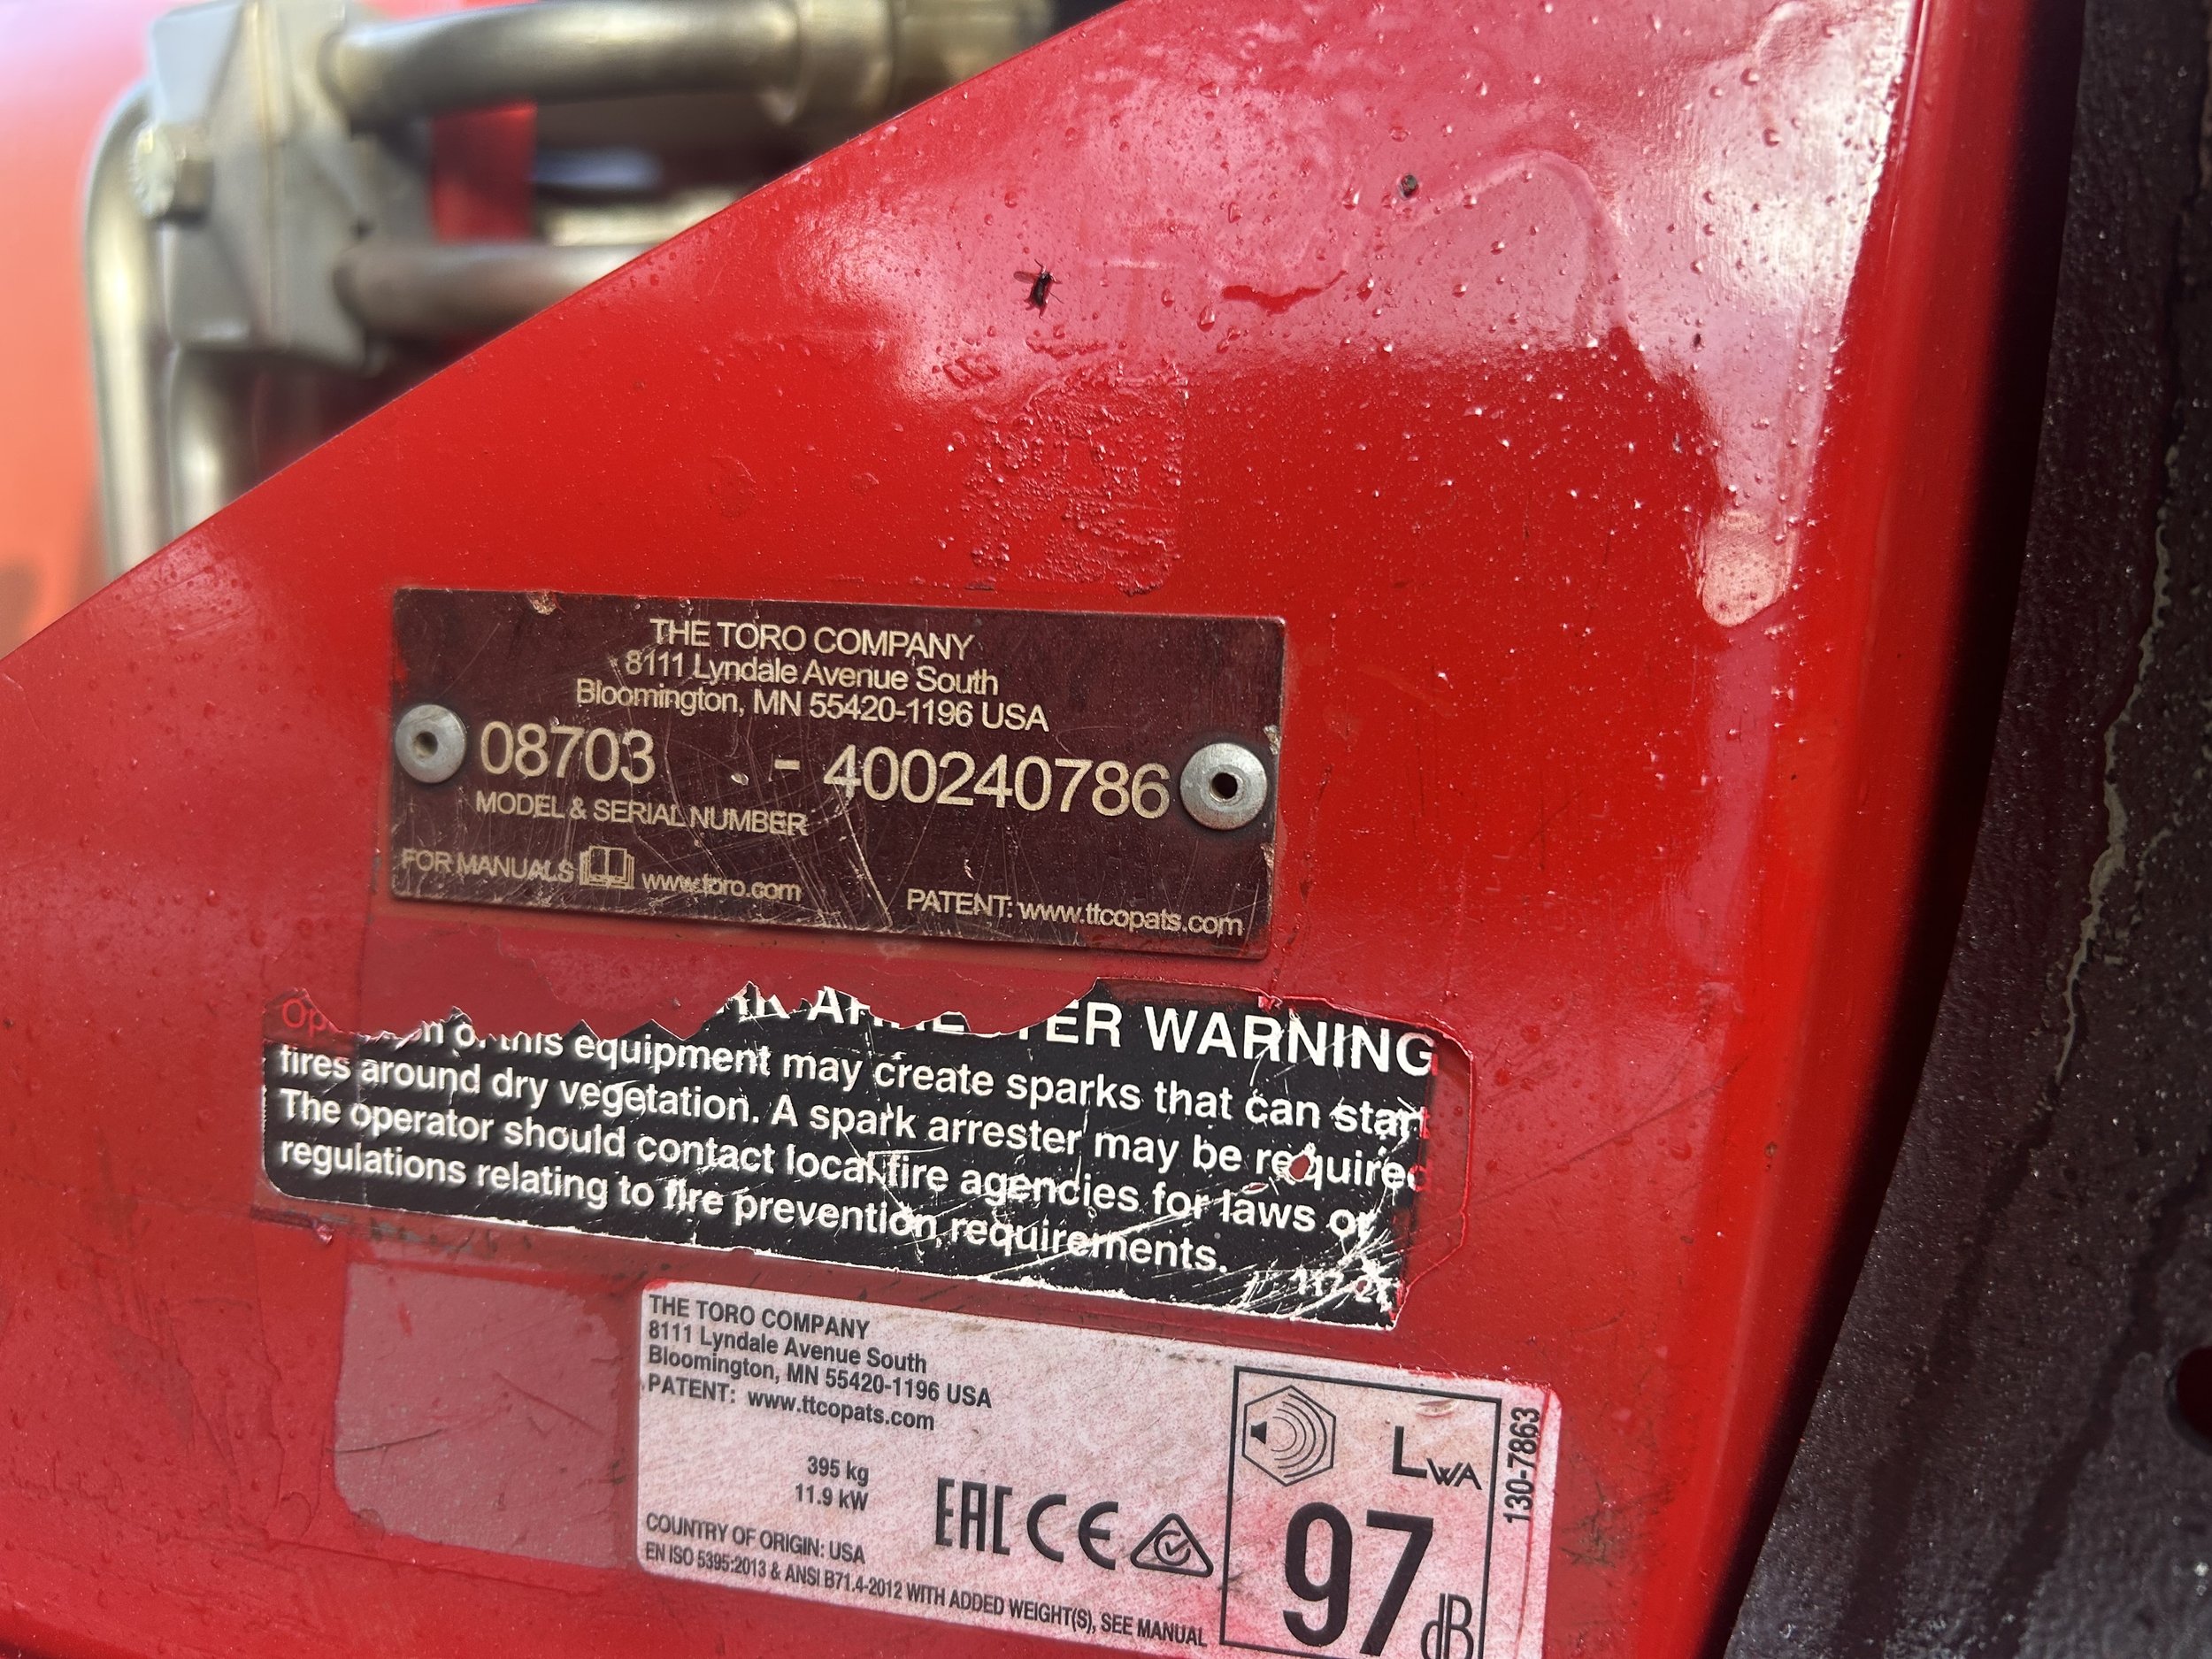 THE TORO COMPANY
8111 Lyndale Avenue South
Bloomington, MN 55420-1196 USA
08703 - 400240786
MODEL & SERIAL NUMBER
FOR MANUALS www.toro.com
PATENT: www.ttcopats.com
WARNING
this equipment may create sparks that can start
fires around dry vegetation. A spark arrester may be required
The operator should contact local fire agencies for laws or
regulations relating to fire prevention requirements.
THE TORO COMPANY
8111 Lyndale Avenue South
Bloomington, MN 55420-1196 USA
PATENT: www.ttcopats.com
395 kg
11.9 kW
EAC CE
COUNTRY OF ORIGIN: USA
EN ISO 5395:2013 & ANSI B71.4-2012 WITH ADDED WEIGHT(S), SEE MANUAL
LWA
97
dB
130-7863